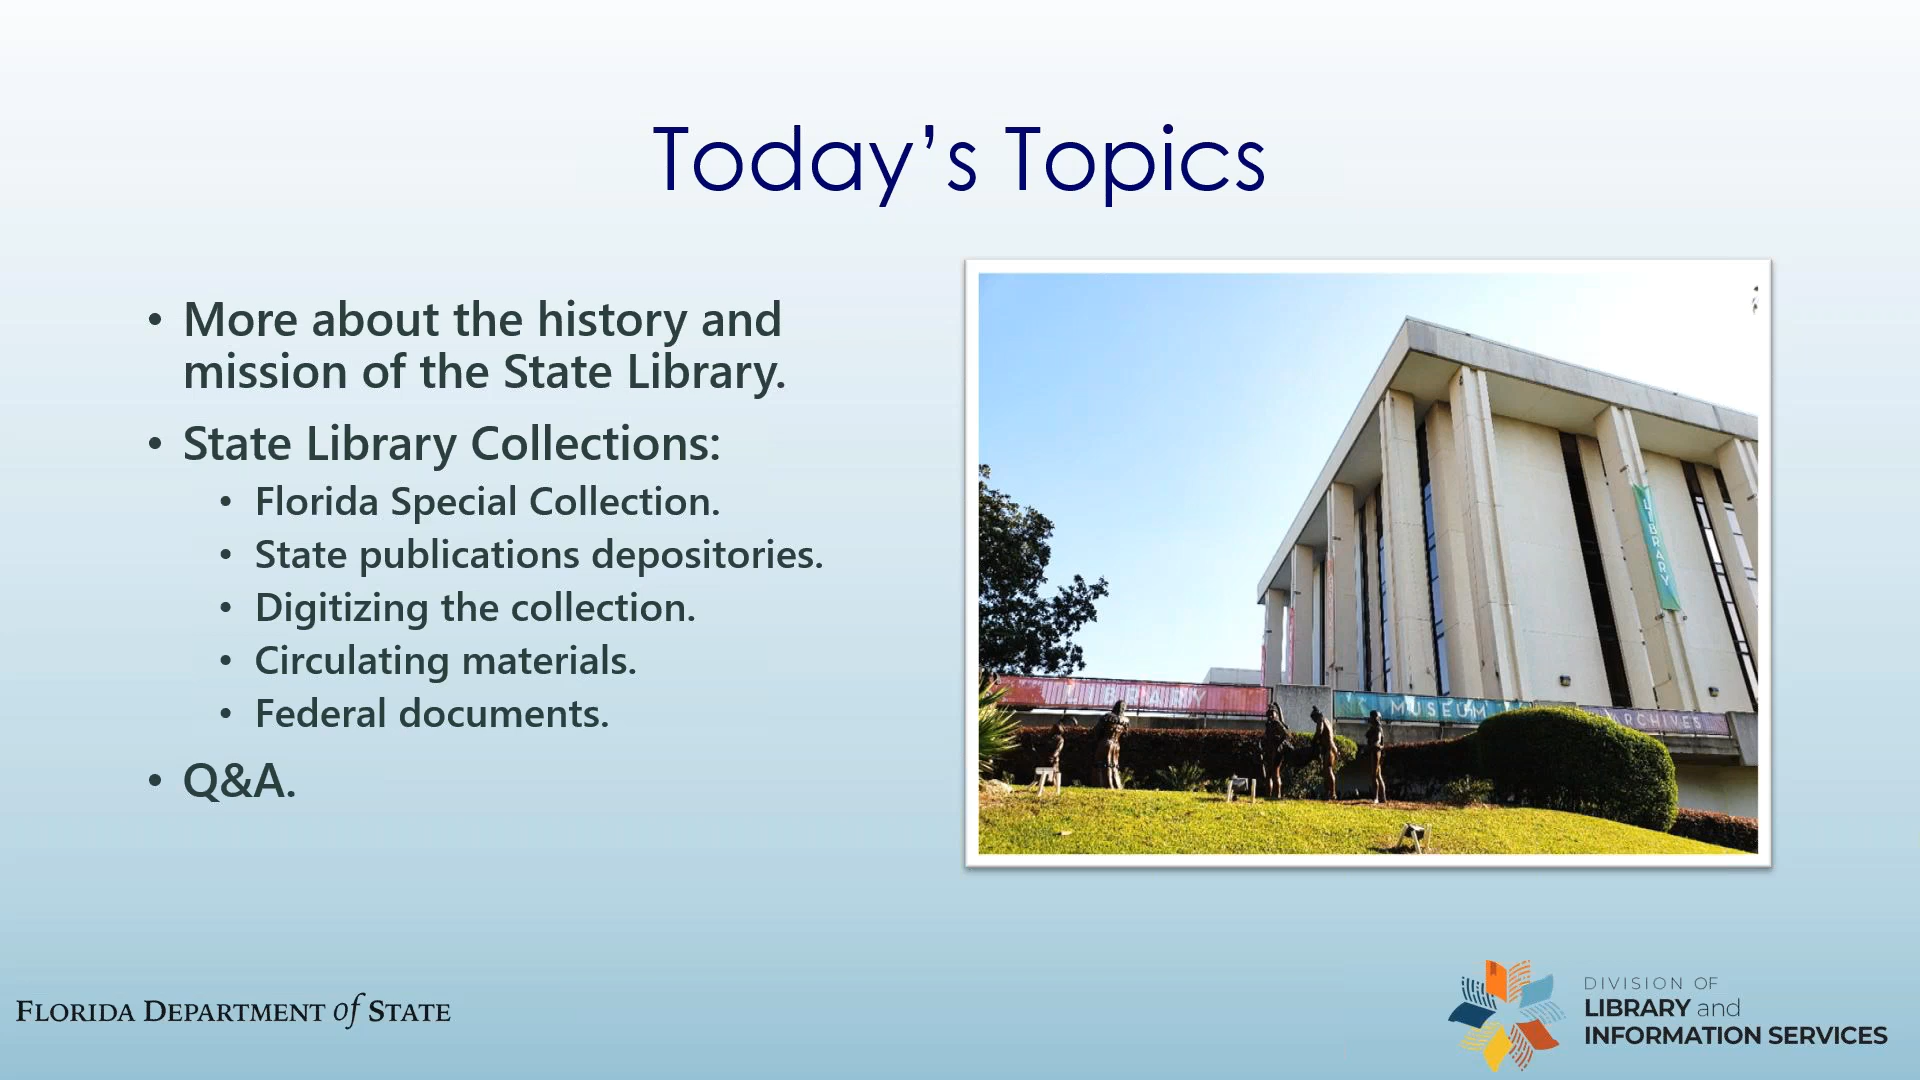 Today’s Topics
• More about the history and
mission of the State Library.
• State Library Collections:
• Florida Special Collection.
• State publications depositories.
• Digitizing the collection.
• Circulating materials.
• Federal documents.
• Q&A.
LIBRARY
LIBRARY
MUSEUM
ARCHIVES
FLORIDA DEPARTMENT of STATE
DIVISION OF
LIBRARY and
INFORMATION SERVICES